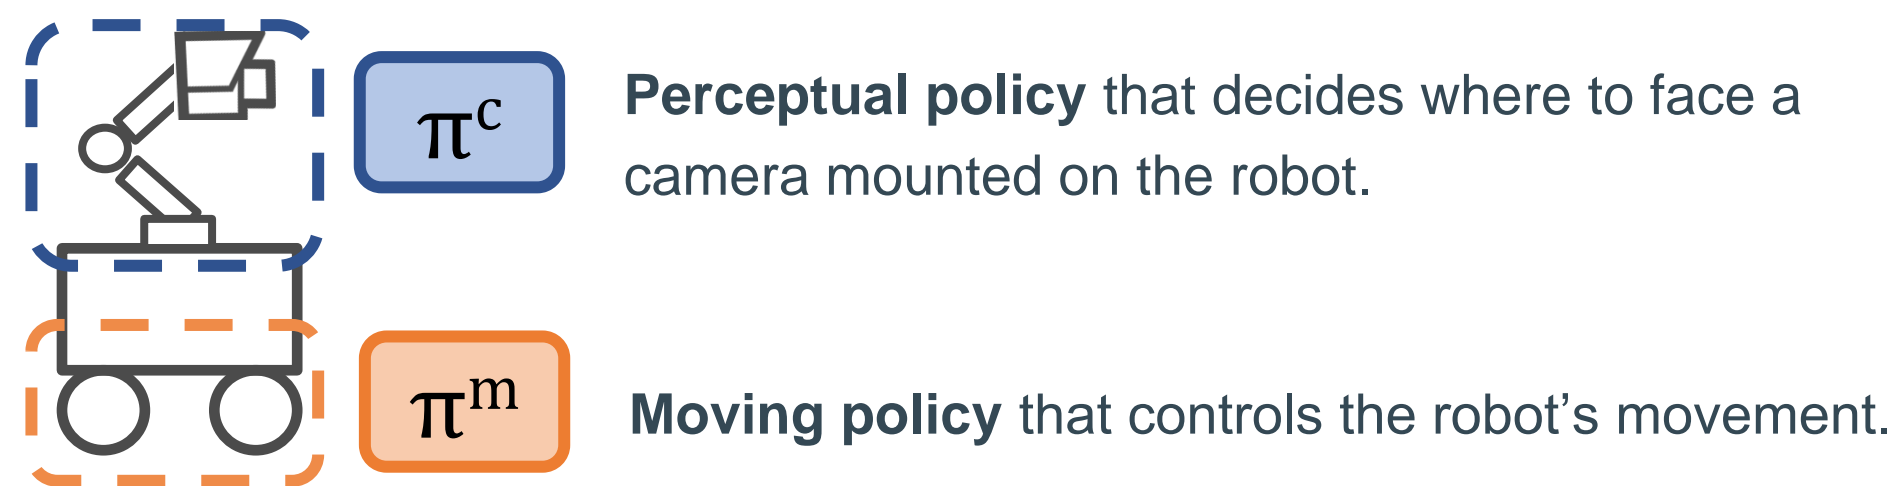 πᶜ
Perceptual policy that decides where to face a
camera mounted on the robot.
πᵐ
Moving policy that controls the robot’s movement.